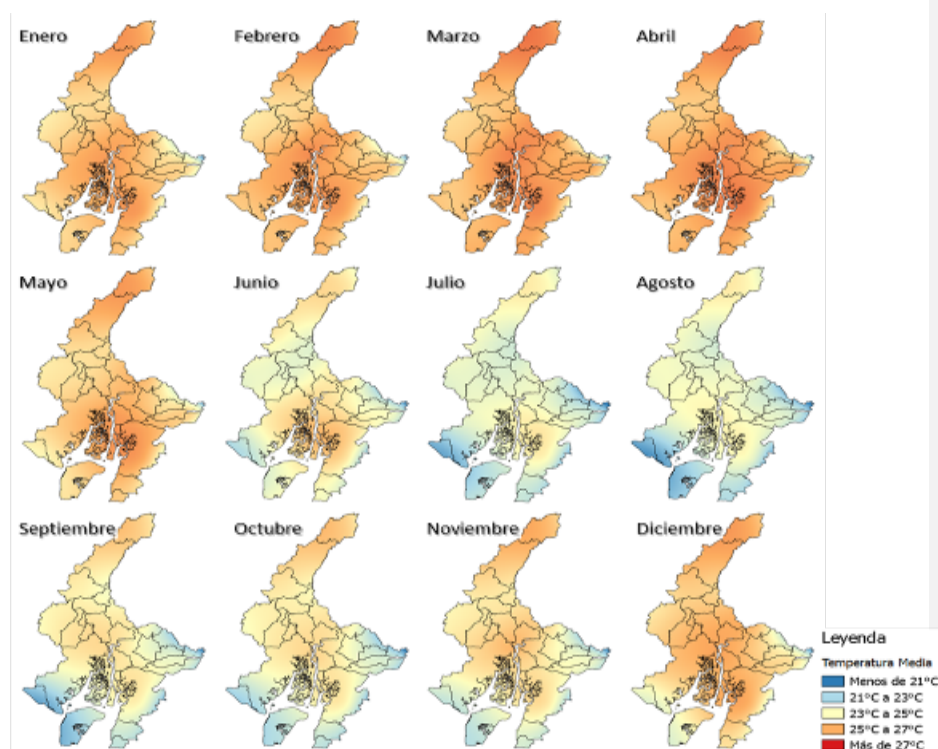 Enero
Febrero
Marzo
Abril
Mayo
Junio
Julio
Agosto
Septiembre
Octubre
Noviembre
Diciembre
Leyenda
Temperatura Media
Menos de 21°C
21°C a 23°C
23°C a 25°C
25°C a 27°C
Más de 27°C